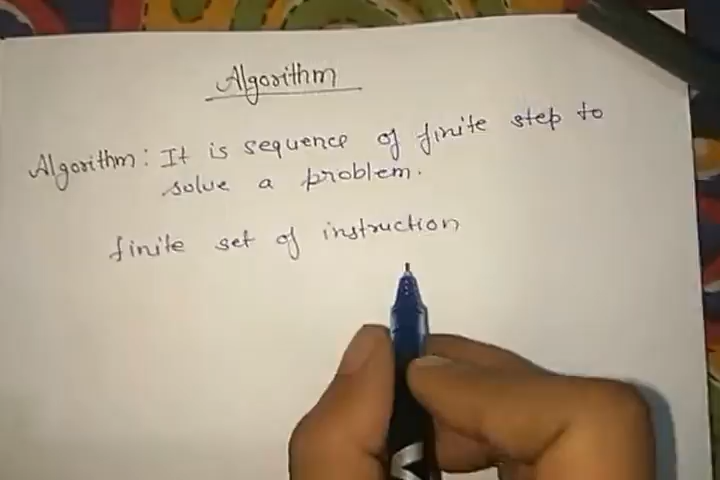 Algorithm
Algorithm: It is sequence of finite step to
solve a problem.
finite set of instruction